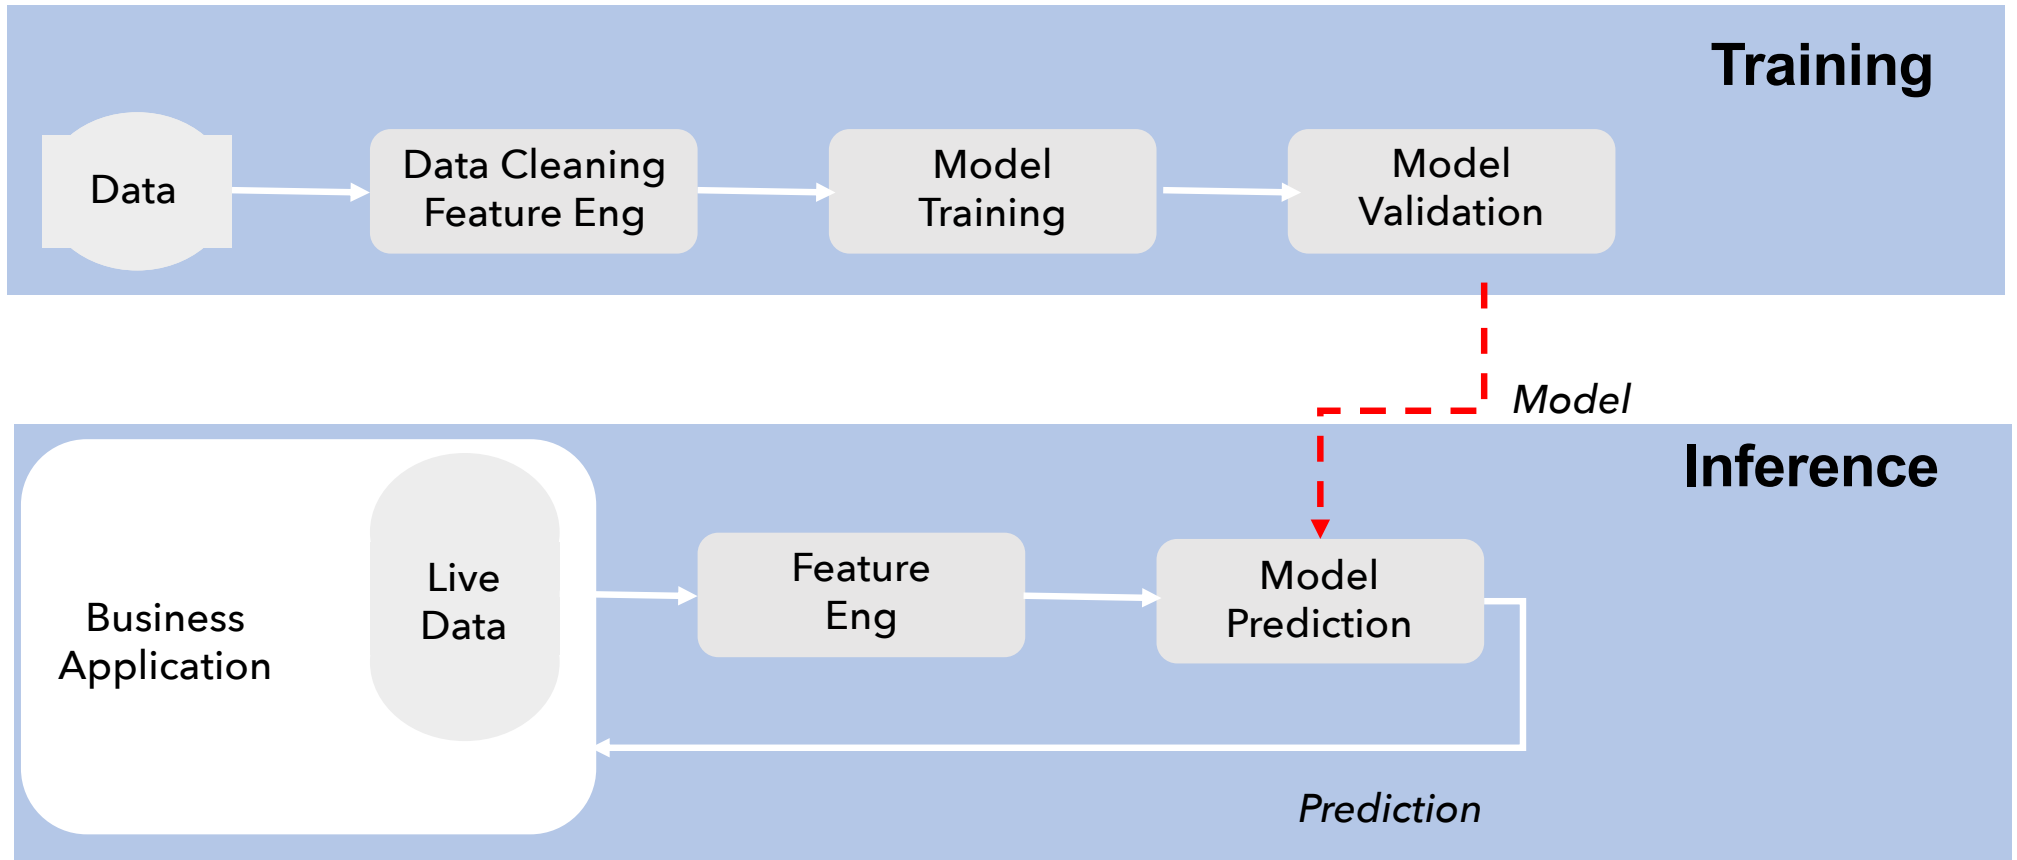 Training
Data
Data Cleaning
Feature Eng
Model
Training
Model
Validation
Model
Inference
Business
Application
Live
Data
Feature
Eng
Model
Prediction
Prediction